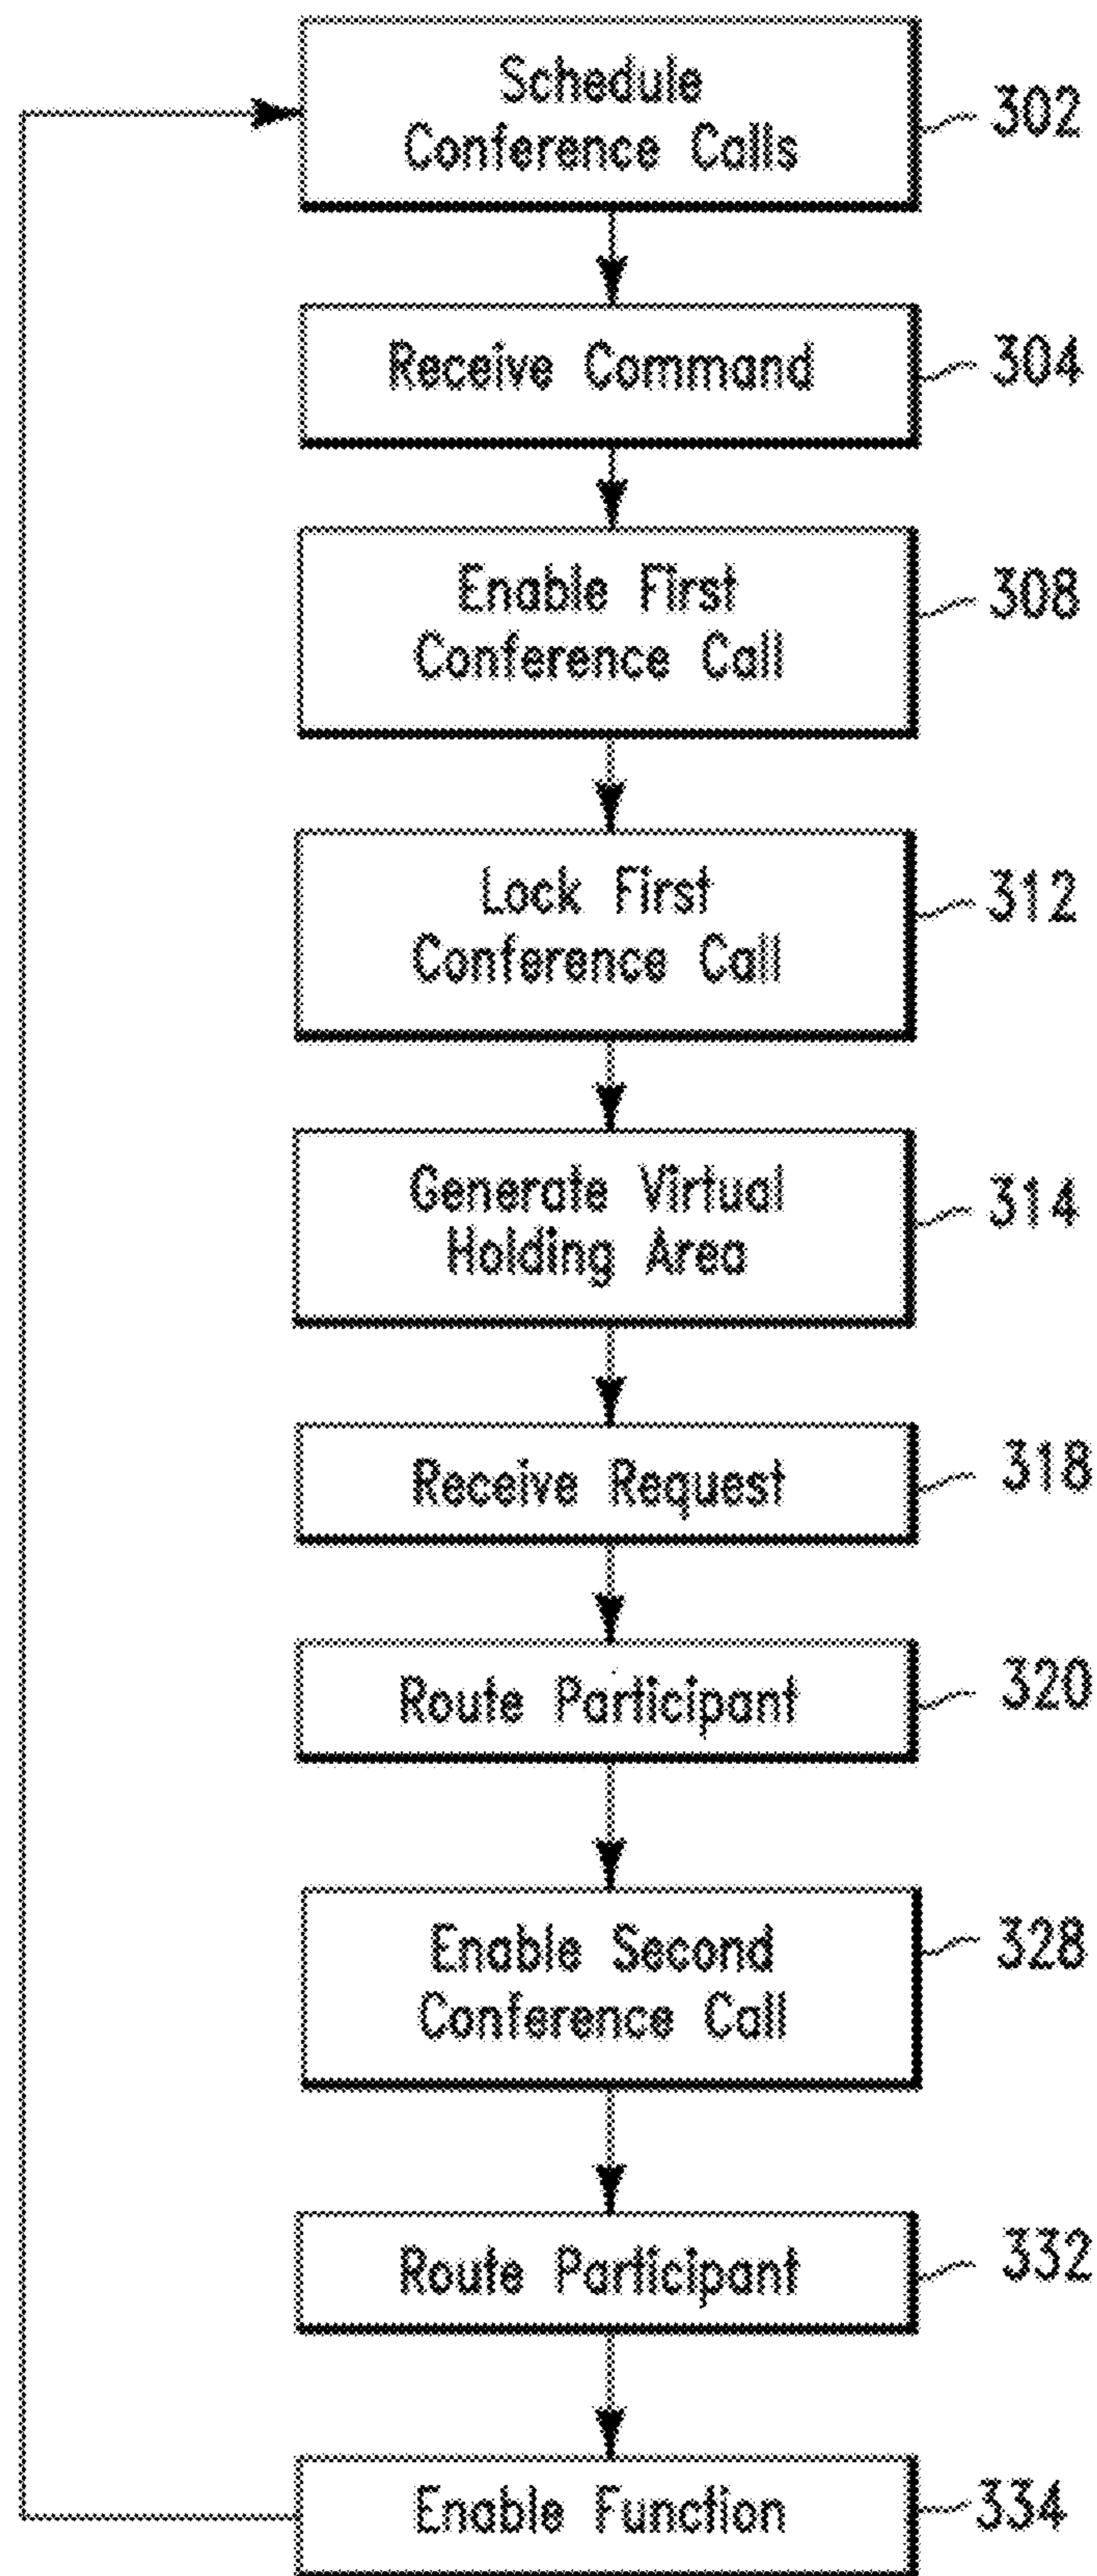 Schedule
Conference Calls
302
Receive Command
304
Enable First
Conference Call
308
Lock First
Conference Call
312
Generate Virtual
Holding Area
314
Receive Request
318
Route Participant
320
Enable Second
Conference Call
328
Route Participant
332
Enable Function
334